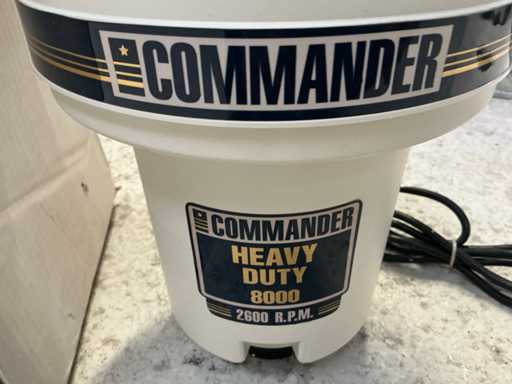 COMMANDER
COMMANDER
HEAVY
DUTY
8000
2600 R.P.M.